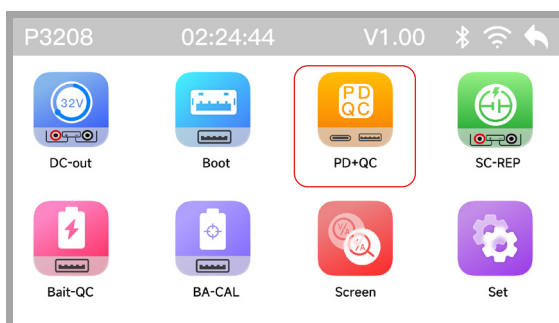 P3208 02:24:44 V1.00
32V PD QC
DC-out Boot PD+QC SC-REP
V/A V/A
Bait-QC BA-CAL Screen Set